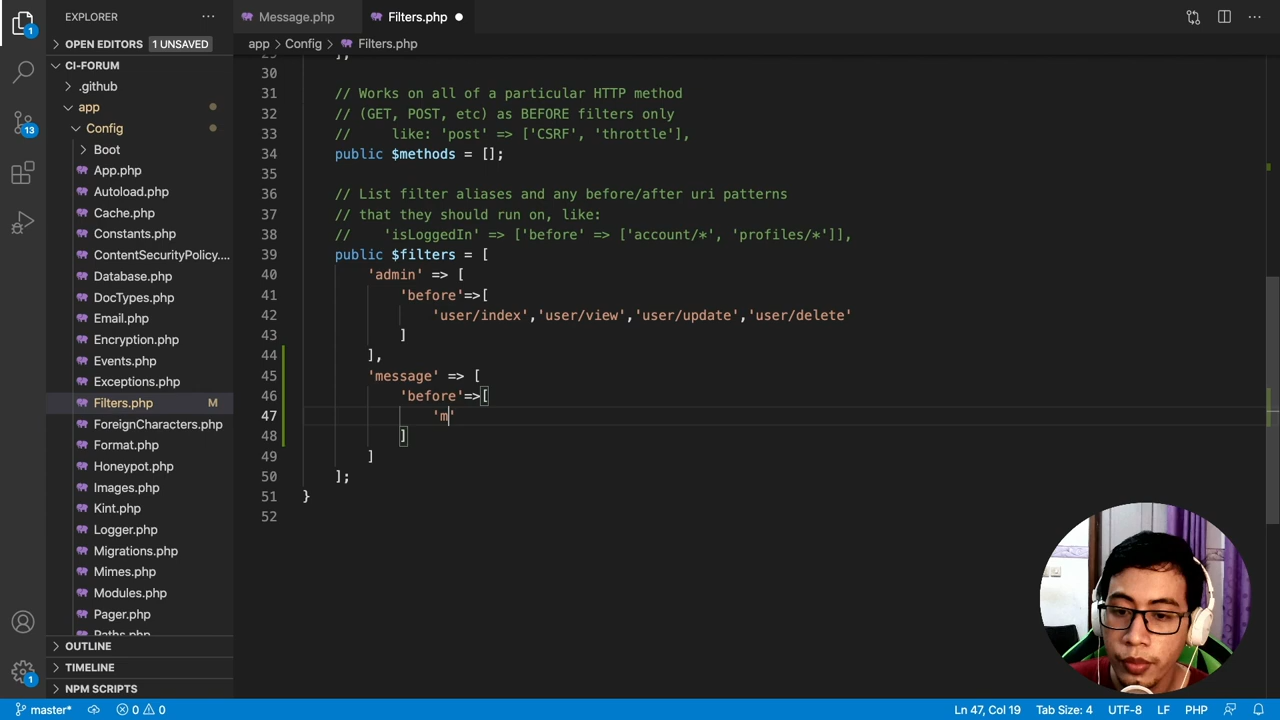 EXPLORER
OPEN EDITORS 1 UNSAVED
CI-FORUM
.github
app
Config
Boot
App.php
Autoload.php
Cache.php
Constants.php
ContentSecurityPolicy....
Database.php
DocTypes.php
Email.php
Encryption.php
Events.php
Exceptions.php
Filters.php M
ForeignCharacters.php
Format.php
Honeypot.php
Images.php
Kint.php
Logger.php
Migrations.php
Mimes.php
Modules.php
Pager.php
Paths.php
OUTLINE
TIMELINE
NPM SCRIPTS
1
13
1
Message.php Filters.php
app > Config > Filters.php
29 ];
30
31 // Works on all of a particular HTTP method
32 // (GET, POST, etc) as BEFORE filters only
33 // like: 'post' => ['CSRF', 'throttle'],
34 public $methods = [];
35
36 // List filter aliases and any before/after uri patterns
37 // that they should run on, like:
38 // 'isLoggedIn' => ['before' => ['account/*', 'profiles/*']],
39 public $filters = [
40 'admin' => [
41 'before'=>[
42 'user/index','user/view','user/update','user/delete'
43 ]
44 ],
45 'message' => [
46 'before'=>[
47 'm'
48 ]
49 ]
50 ];
51 }
52
master* 0 0 Ln 47, Col 19 Tab Size: 4 UTF-8 LF PHP